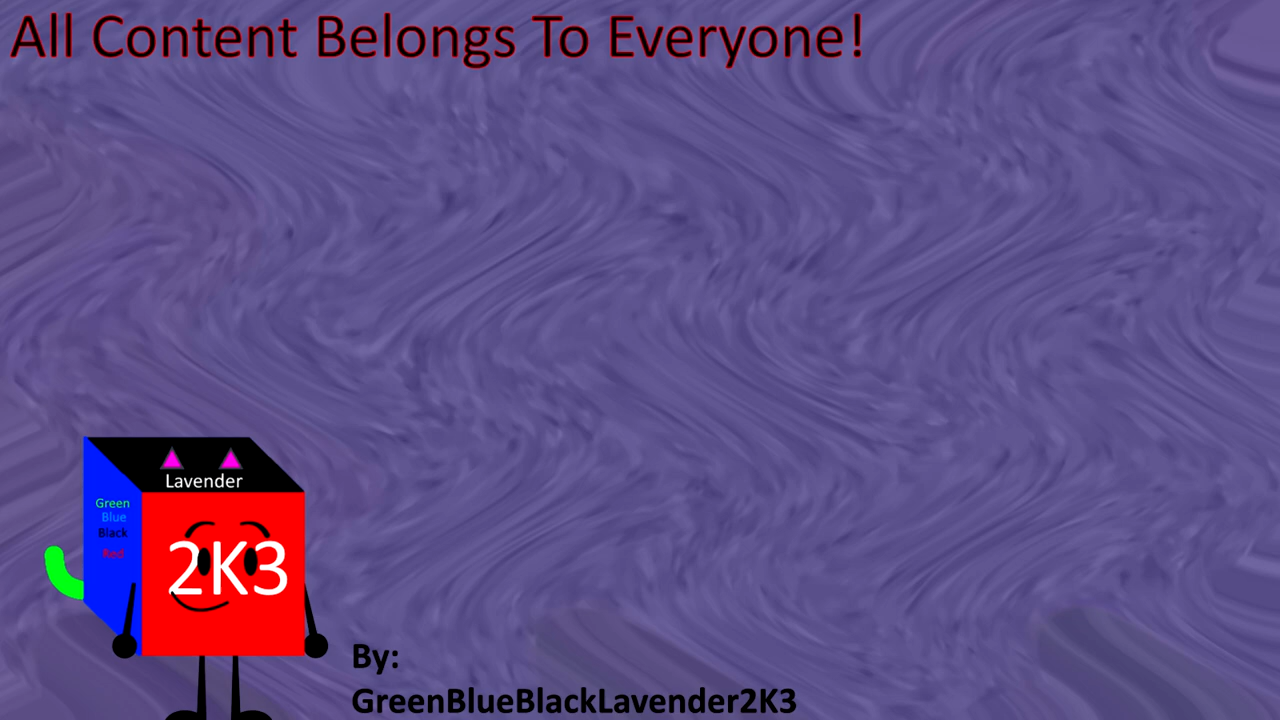 All Content Belongs To Everyone!
Lavender
Green
Blue
Black
Red
2K3
By:
GreenBlueBlackLavender2K3